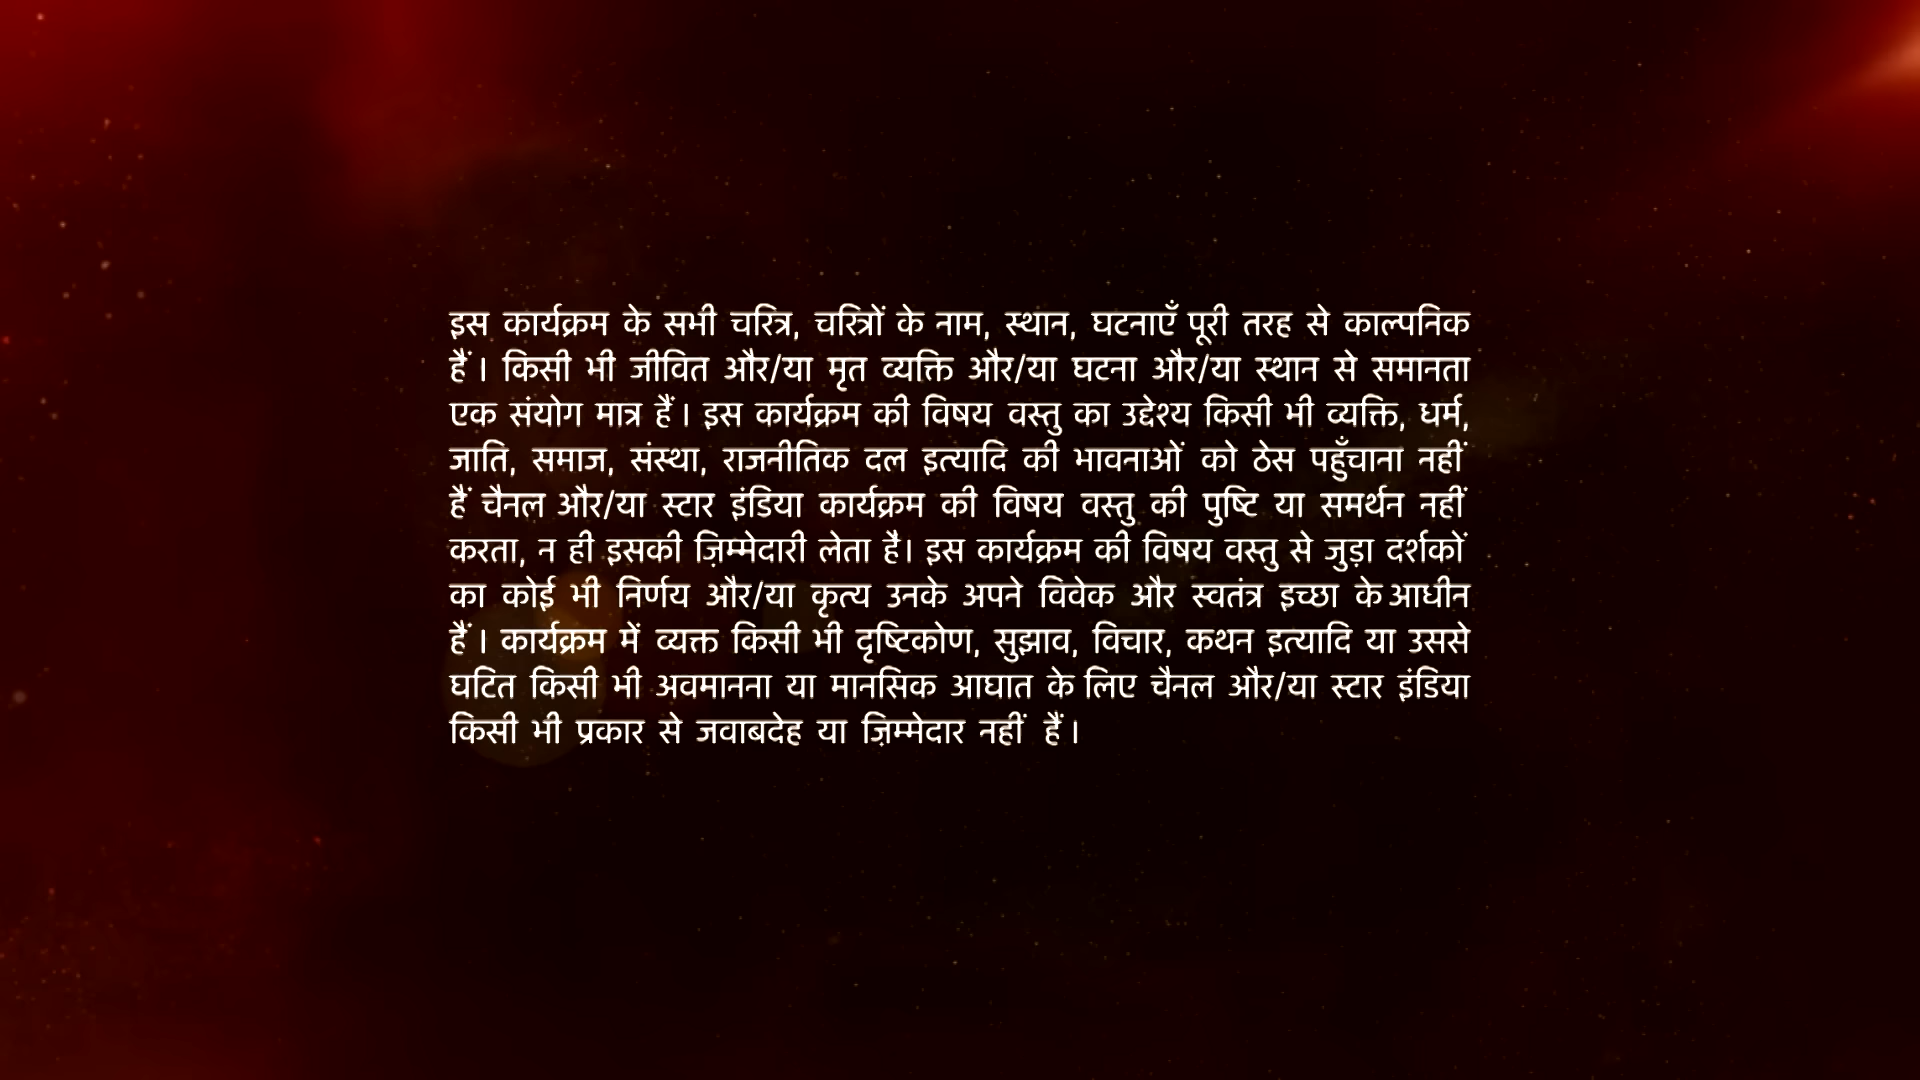 इस कार्यक्रम के सभी चरित्र, चरित्रों के नाम, स्थान, घटनाएँ पूरी तरह से काल्पनिक
हैं । किसी भी जीवित और/या मृत व्यक्ति और/या घटना और/या स्थान से समानता
एक संयोग मात्र हैं । इस कार्यक्रम की विषय वस्तु का उद्देश्य किसी भी व्यक्ति, धर्म,
जाति, समाज, संस्था, राजनीतिक दल इत्यादि की भावनाओं को ठेस पहुँचाना नहीं
हैं चैनल और/या स्टार इंडिया कार्यक्रम की विषय वस्तु की पुष्टि या समर्थन नहीं
करता, न ही इसकी ज़िम्मेदारी लेता है। इस कार्यक्रम की विषय वस्तु से जुड़ा दर्शकों
का कोई भी निर्णय और/या कृत्य उनके अपने विवेक और स्वतंत्र इच्छा के आधीन
हैं । कार्यक्रम में व्यक्त किसी भी दृष्टिकोण, सुझाव, विचार, कथन इत्यादि या उससे
घटित किसी भी अवमानना या मानसिक आघात के लिए चैनल और/या स्टार इंडिया
किसी भी प्रकार से जवाबदेह या ज़िम्मेदार नहीं हैं ।